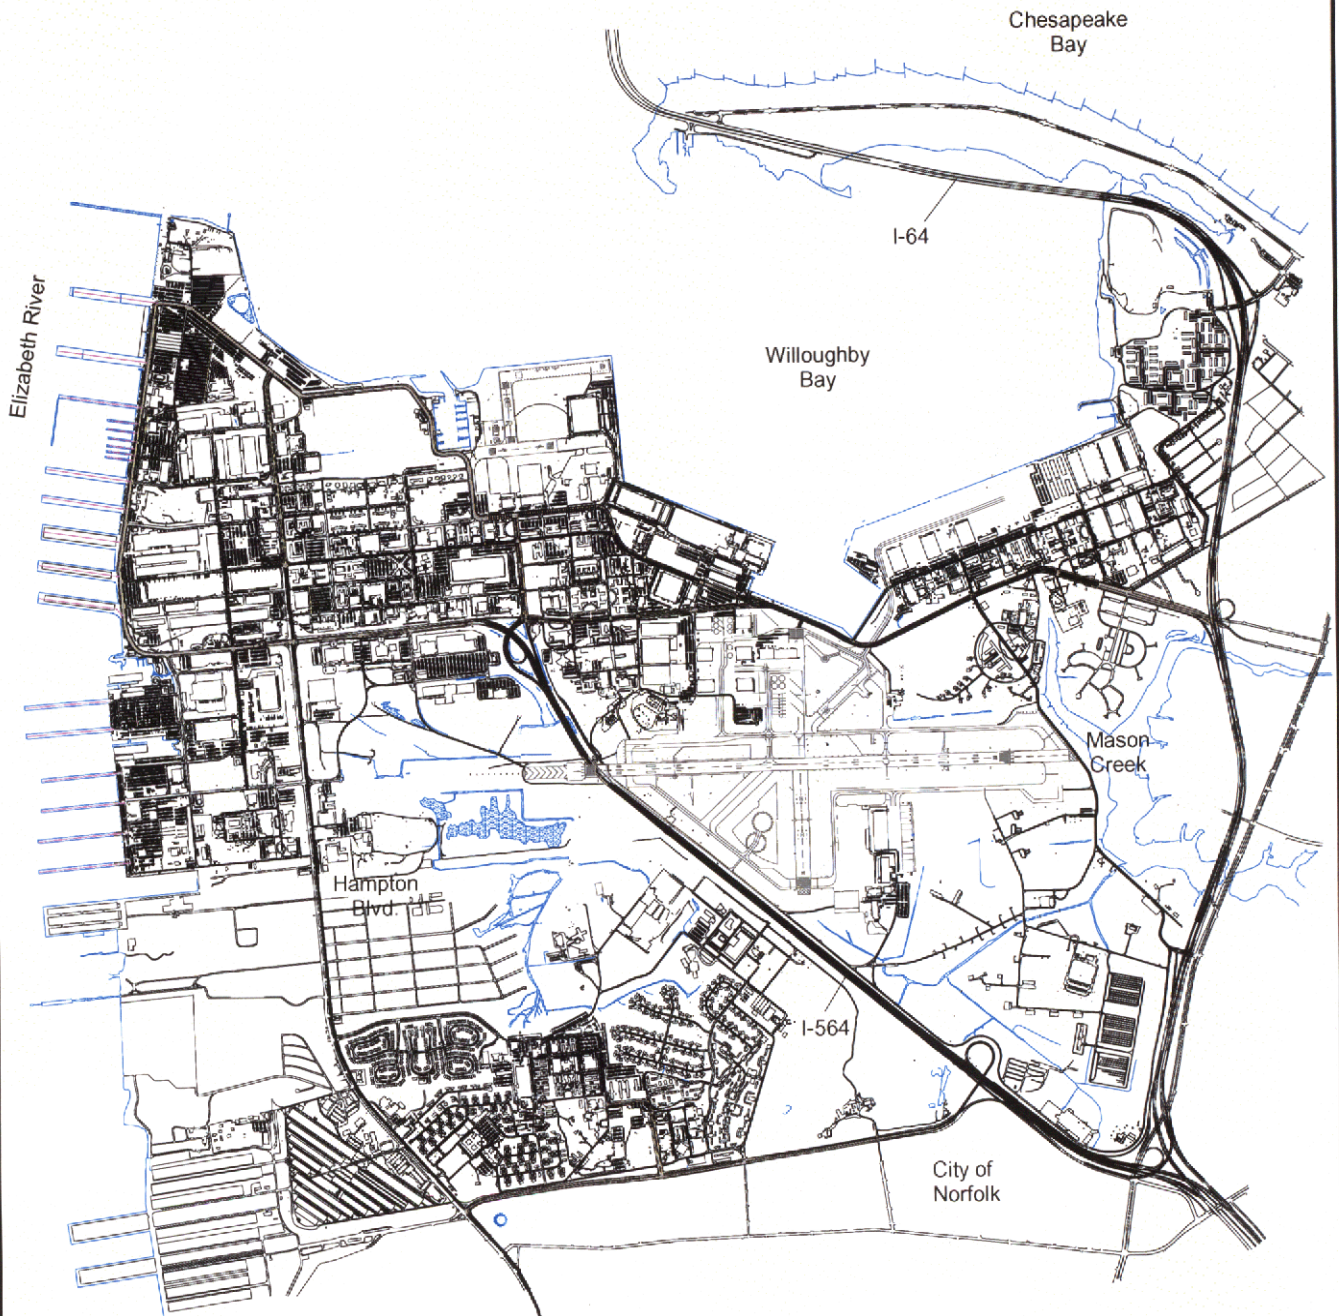 Chesapeake
Bay
I-64
Elizabeth River
Willoughby
Bay
Mason
Creek
Hampton
Blvd.
I-564
City of
Norfolk